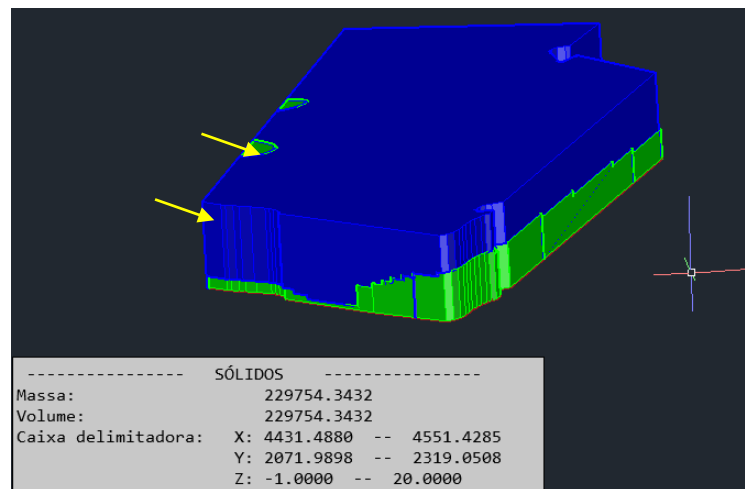 ---------------- SÓLIDOS ----------------
Massa: 229754.3432
Volume: 229754.3432
Caixa delimitadora: X: 4431.4880 -- 4551.4285
Y: 2071.9898 -- 2319.0508
Z: -1.0000 -- 20.0000